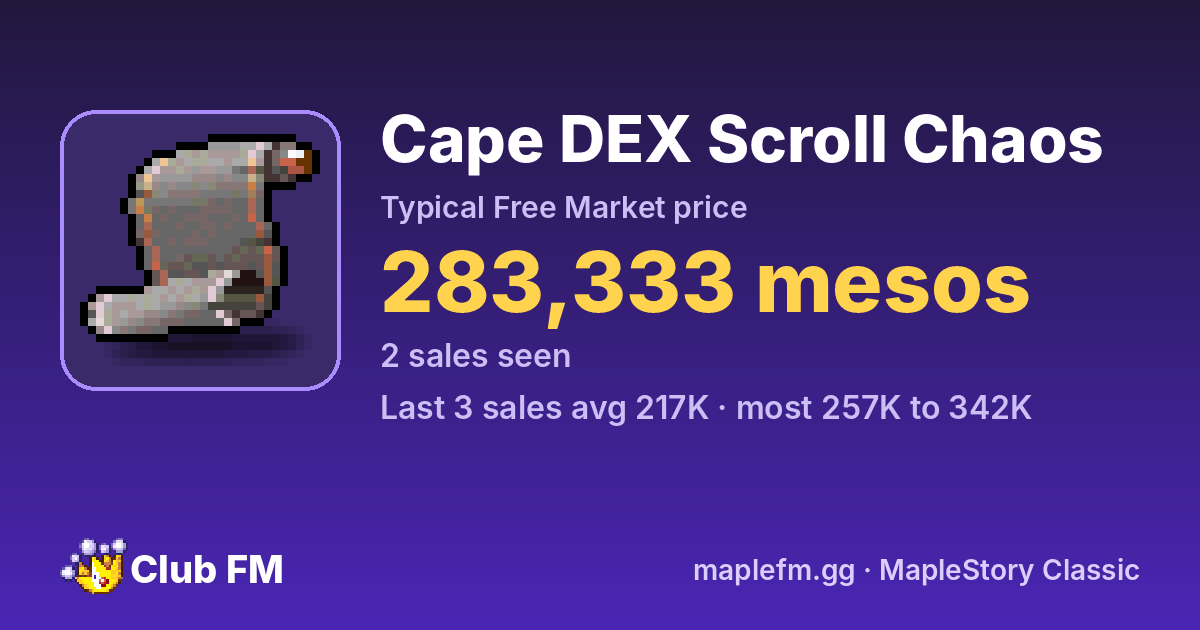 Cape DEX Scroll Chaos
Typical Free Market price
283,333 mesos
2 sales seen
Last 3 sales avg 217K · most 257K to 342K
Club FM
maplefm.gg · MapleStory Classic